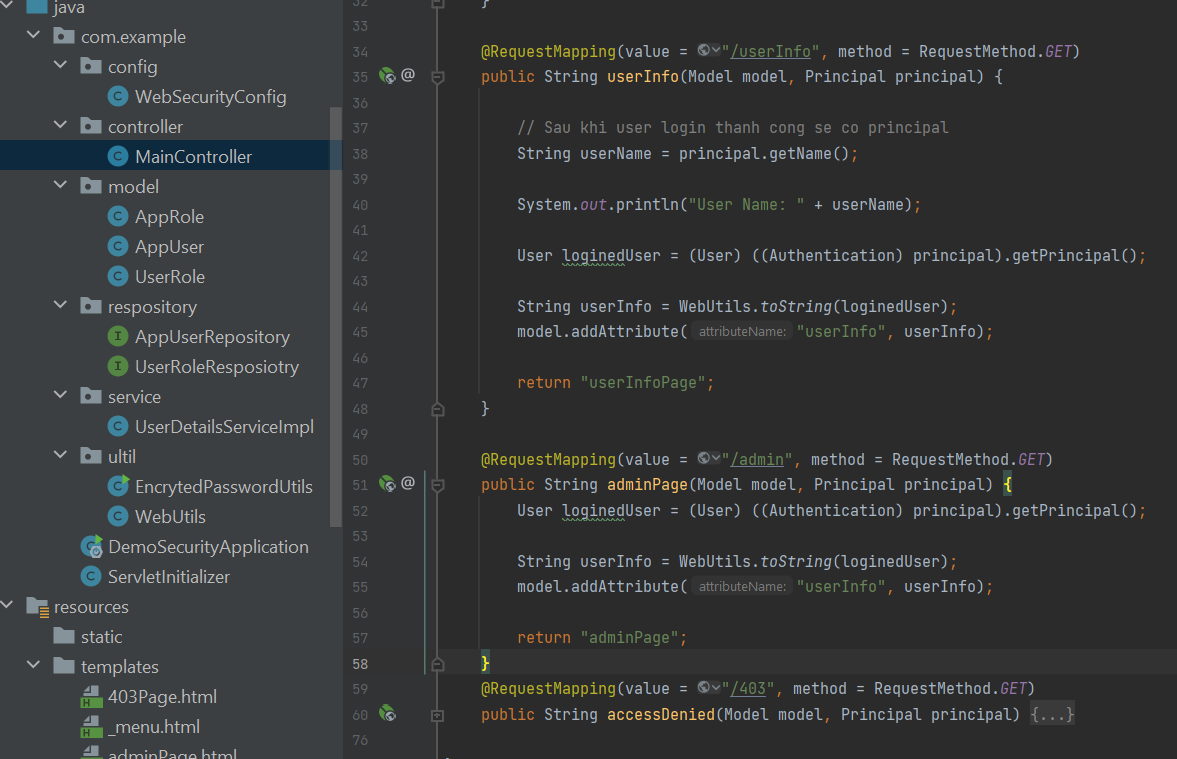 java
com.example
config
WebSecurityConfig
controller
MainController
model
AppRole
AppUser
UserRole
respository
AppUserRepository
UserRoleResposiotry
service
UserDetailsServiceImpl
ultil
EncrytedPasswordUtils
WebUtils
DemoSecurityApplication
ServletInitializer
resources
static
templates
403Page.html
_menu.html
adminPage.html
32 }
33
34 @RequestMapping(value = "/userInfo", method = RequestMethod.GET)
35 @ public String userInfo(Model model, Principal principal) {
36
37 // Sau khi user login thanh cong se co principal
38 String userName = principal.getName();
39
40 System.out.println("User Name: " + userName);
41
42 User loginedUser = (User) ((Authentication) principal).getPrincipal();
43
44 String userInfo = WebUtils.toString(loginedUser);
45 model.addAttribute( attributeName: "userInfo", userInfo);
46
47 return "userInfoPage";
48 }
49
50 @RequestMapping(value = "/admin", method = RequestMethod.GET)
51 @ public String adminPage(Model model, Principal principal) {
52 User loginedUser = (User) ((Authentication) principal).getPrincipal();
53
54 String userInfo = WebUtils.toString(loginedUser);
55 model.addAttribute( attributeName: "userInfo", userInfo);
56
57 return "adminPage";
58 }
59 @RequestMapping(value = "/403", method = RequestMethod.GET)
60 public String accessDenied(Model model, Principal principal) {...}
76